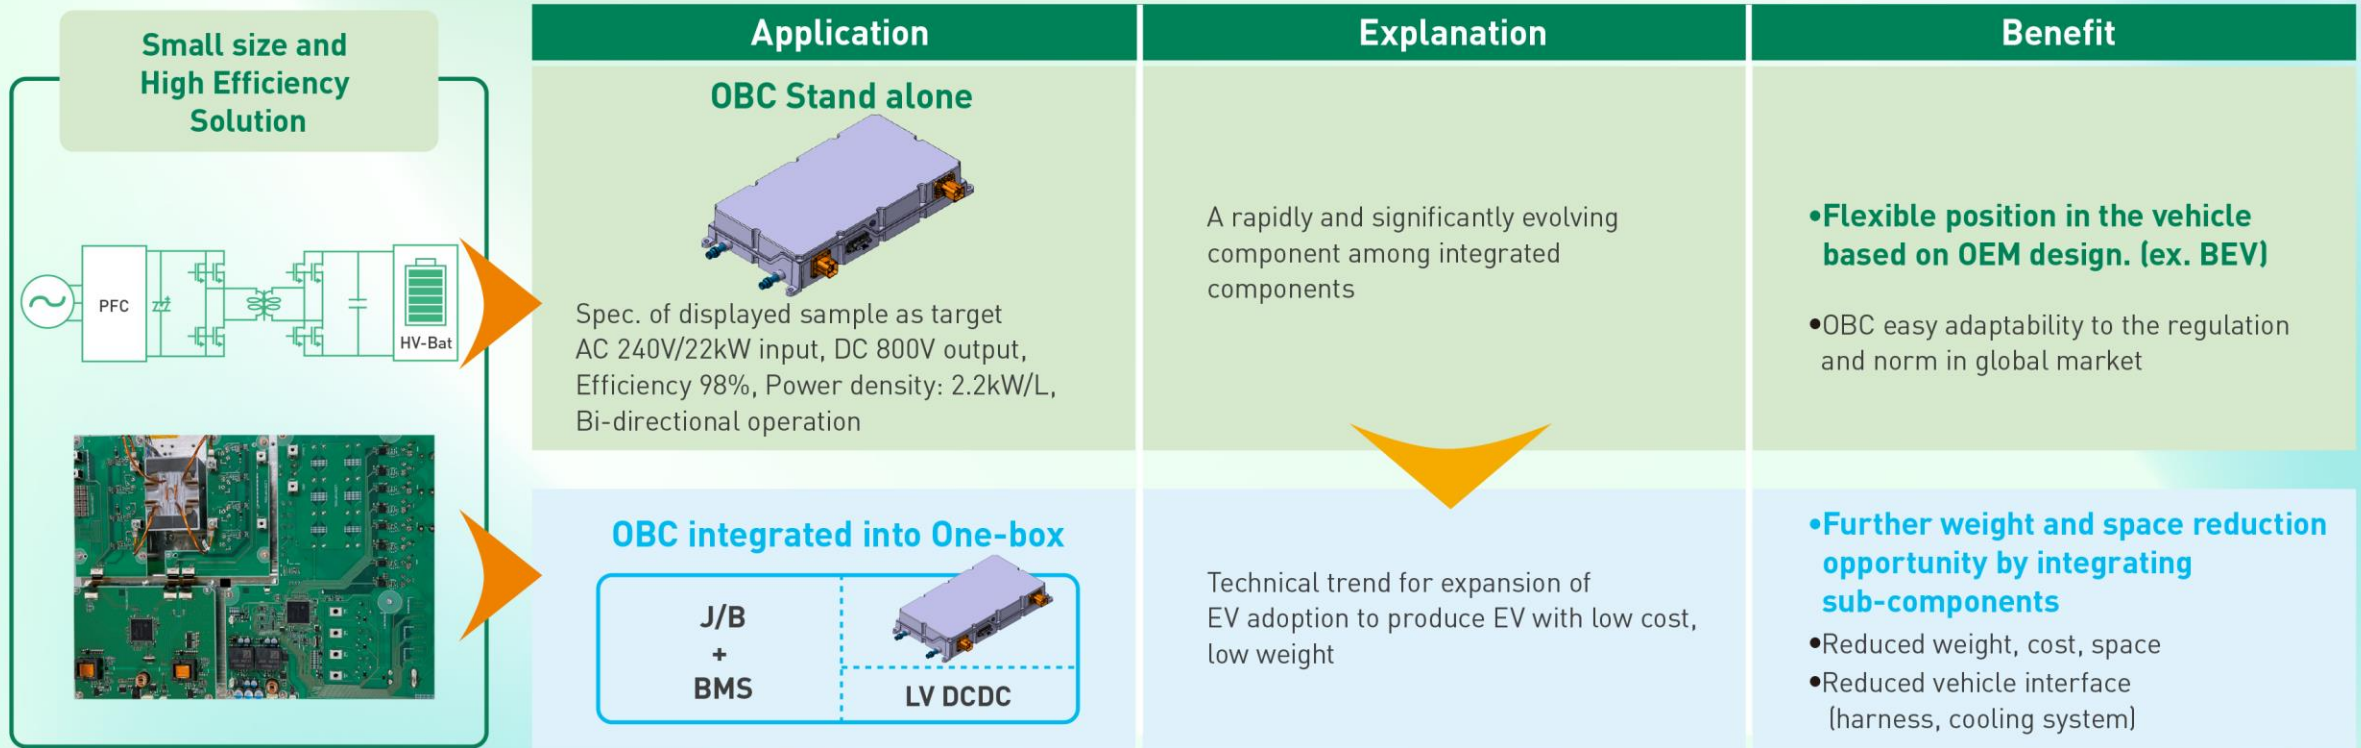 Small size and
High Efficiency
Solution
PFC
HV-Bat
Application
Explanation
Benefit
OBC Stand alone
Spec. of displayed sample as target
AC 240V/22kW input, DC 800V output,
Efficiency 98%, Power density: 2.2kW/L,
Bi-directional operation
A rapidly and significantly evolving
component among integrated
components
•Flexible position in the vehicle
based on OEM design. (ex. BEV)
•OBC easy adaptability to the regulation
and norm in global market
OBC integrated into One-box
J/B
+
BMS
LV DCDC
Technical trend for expansion of
EV adoption to produce EV with low cost,
low weight
•Further weight and space reduction
opportunity by integrating
sub-components
•Reduced weight, cost, space
•Reduced vehicle interface
(harness, cooling system)